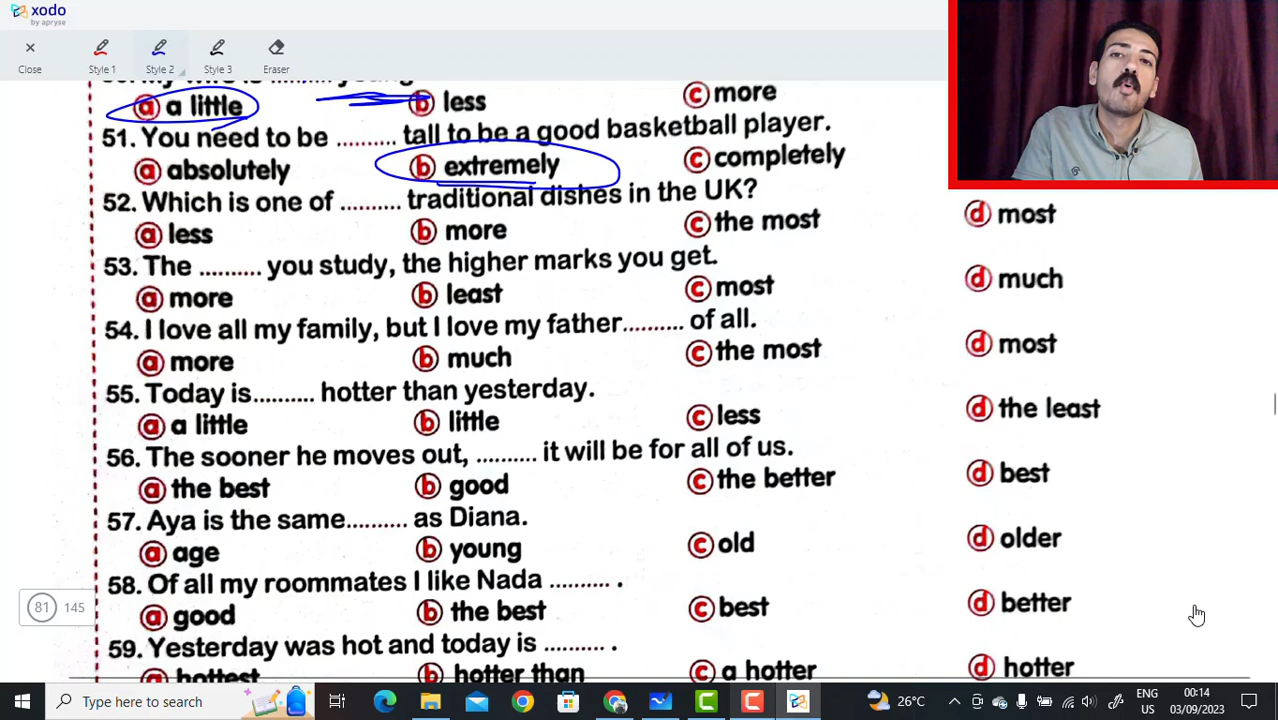 xodo
by apryse
Close
Style 1
Style 2
Style 3
Eraser
a a little b less c more
51. You need to be .......... tall to be a good basketball player.
a absolutely b extremely c completely
52. Which is one of .......... traditional dishes in the UK?
a less b more c the most d most
53. The .......... you study, the higher marks you get.
a more b least c most d much
54. I love all my family, but I love my father.......... of all.
a more b much c the most d most
55. Today is.......... hotter than yesterday.
a a little b little c less d the least
56. The sooner he moves out, .......... it will be for all of us.
a the best b good c the better d best
57. Aya is the same.......... as Diana.
a age b young c old d older
58. Of all my roommates I like Nada .......... .
a good b the best c best d better
59. Yesterday was hot and today is .......... .
a hottest b hotter than c a hotter d hotter
81 145
Type here to search
26°C
ENG
US
00:14
03/09/2023